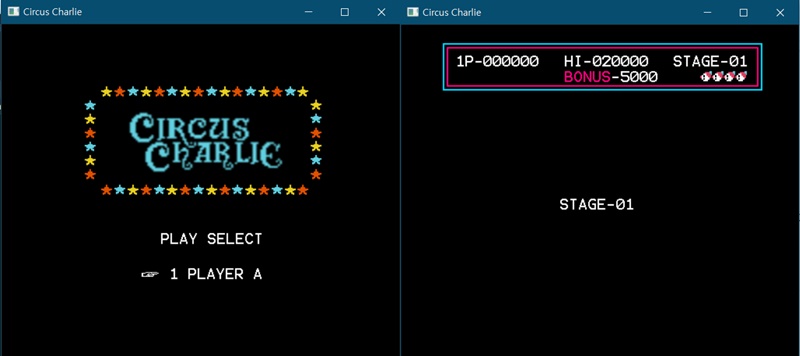 Circus Charlie
CIRCUS
CHARLIE
PLAY SELECT
1 PLAYER A
Circus Charlie
1P-000000 HI-020000 STAGE-01
BONUS-5000
STAGE-01